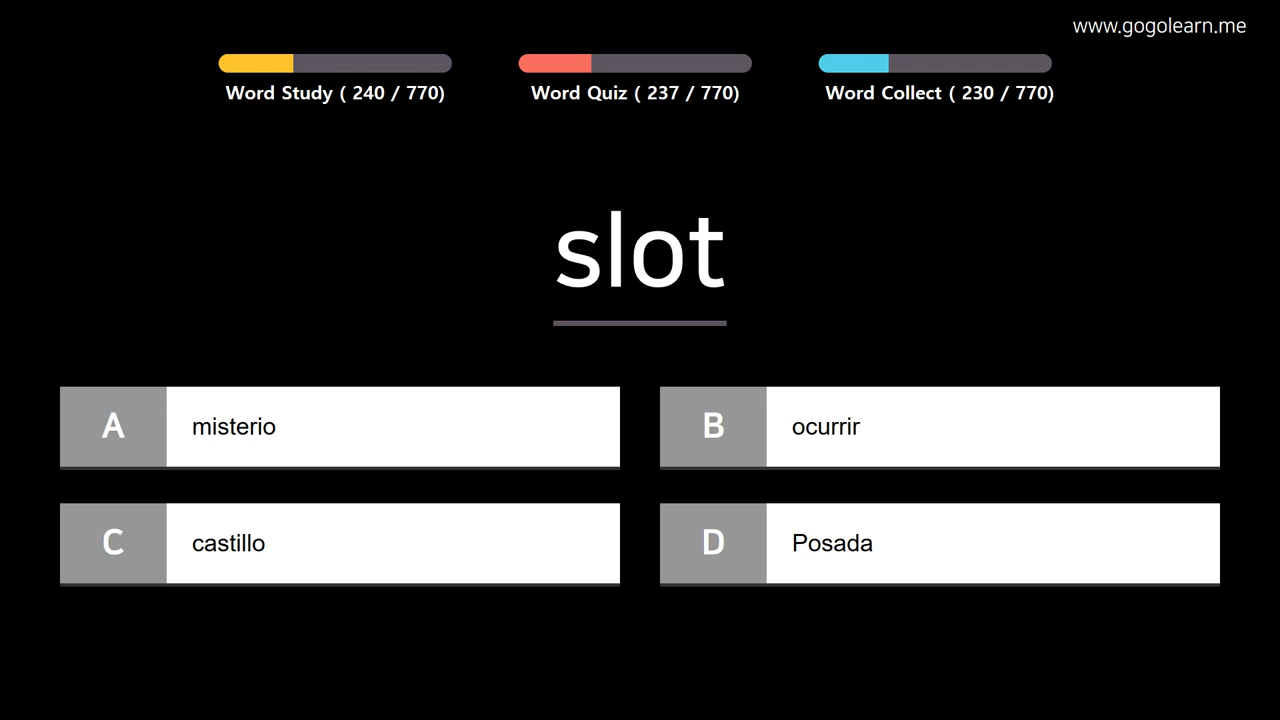 www.gogolearn.me
Word Study ( 240 / 770)
Word Quiz ( 237 / 770)
Word Collect ( 230 / 770)
slot
A misterio
B ocurrir
C castillo
D Posada